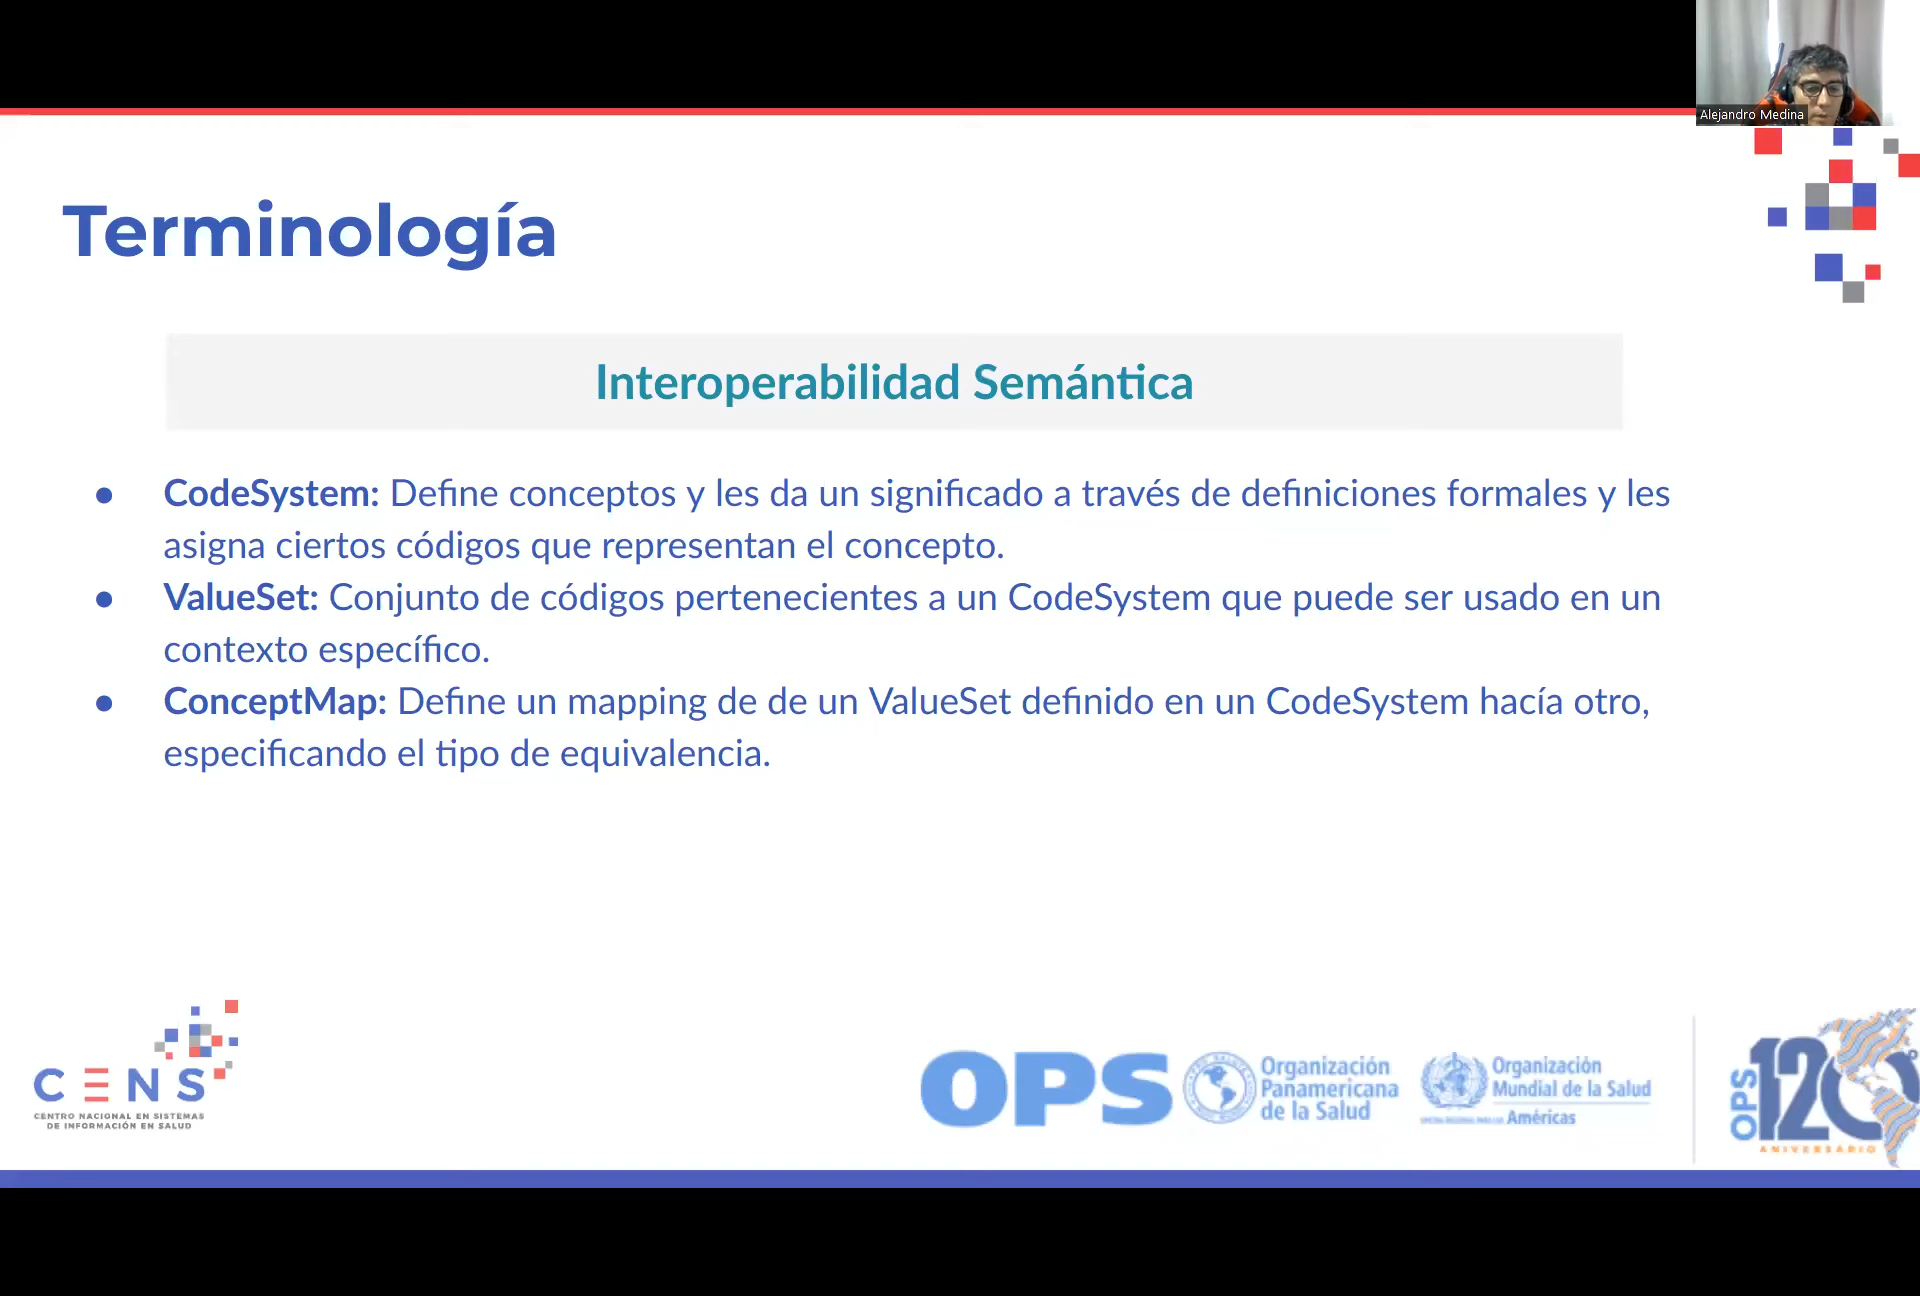 Alejandro Medina
Terminología
Interoperabilidad Semántica
● CodeSystem: Define conceptos y les da un significado a través de definiciones formales y les
asigna ciertos códigos que representan el concepto.
● ValueSet: Conjunto de códigos pertenecientes a un CodeSystem que puede ser usado en un
contexto específico.
● ConceptMap: Define un mapping de de un ValueSet definido en un CodeSystem hacía otro,
especificando el tipo de equivalencia.
CENS
CENTRO NACIONAL EN SISTEMAS
DE INFORMACIÓN EN SALUD
OPS
Organización
Panamericana
de la Salud
Organización
Mundial de la Salud
Américas
OPS
120º
ANIVERSARIO